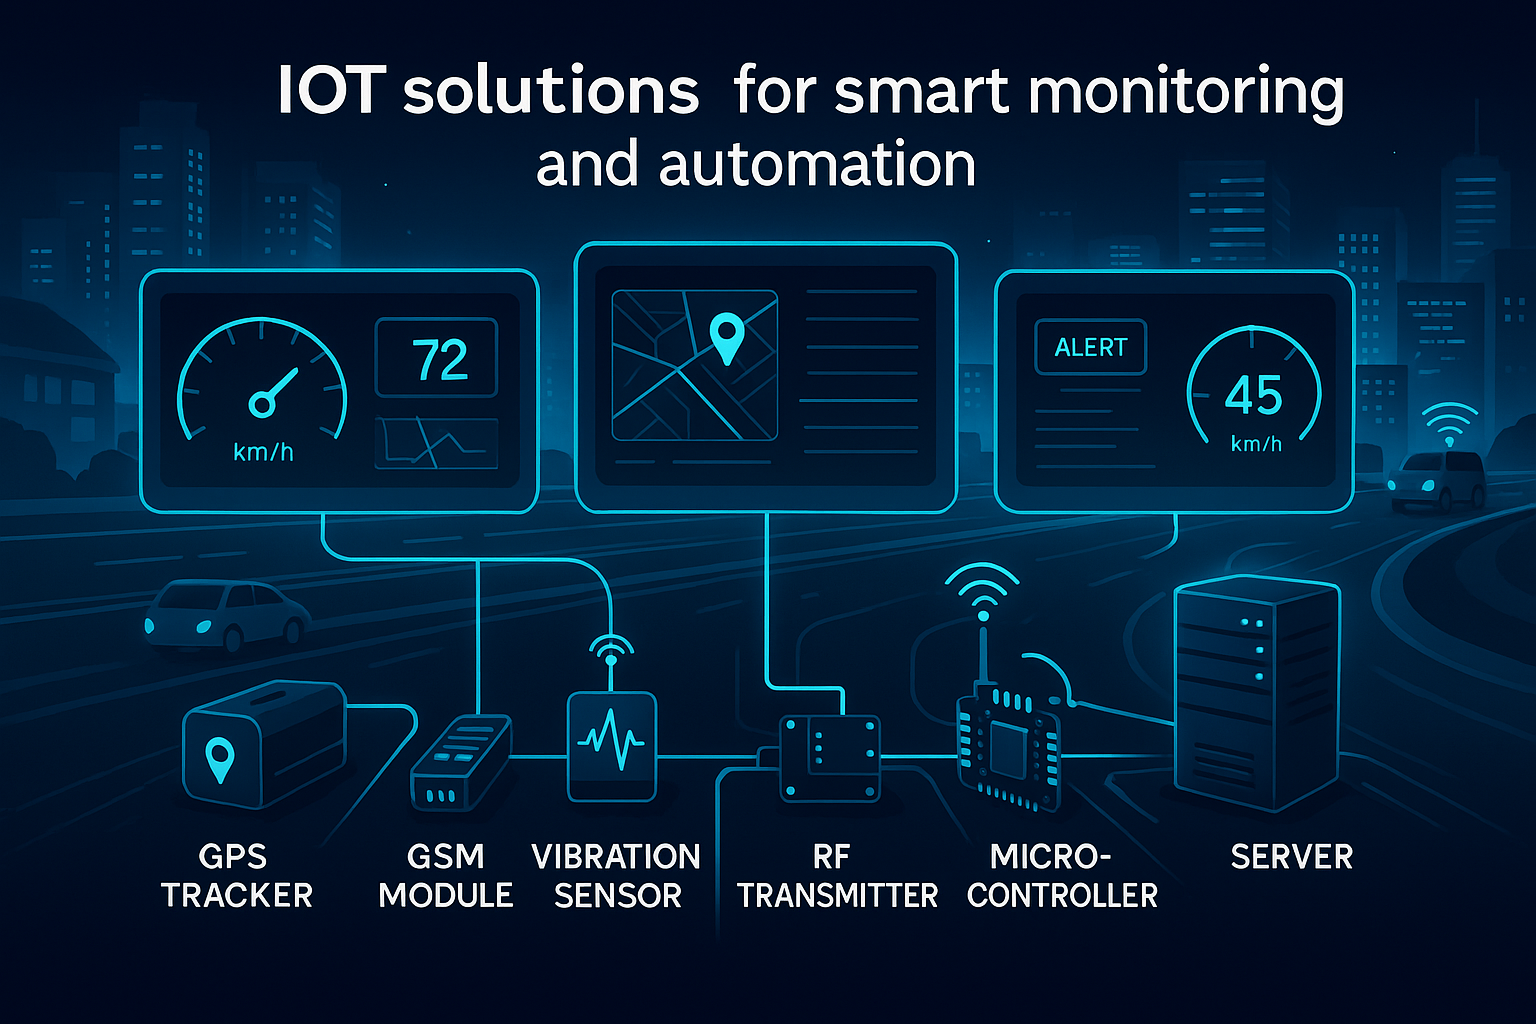 IOT solutions for smart monitoring
and automation
72
km/h
ALERT
45
km/h
GPS
TRACKER
GSM
MODULE
VIBRATION
SENSOR
RF
TRANSMITTER
MICRO-
CONTROLLER
SERVER